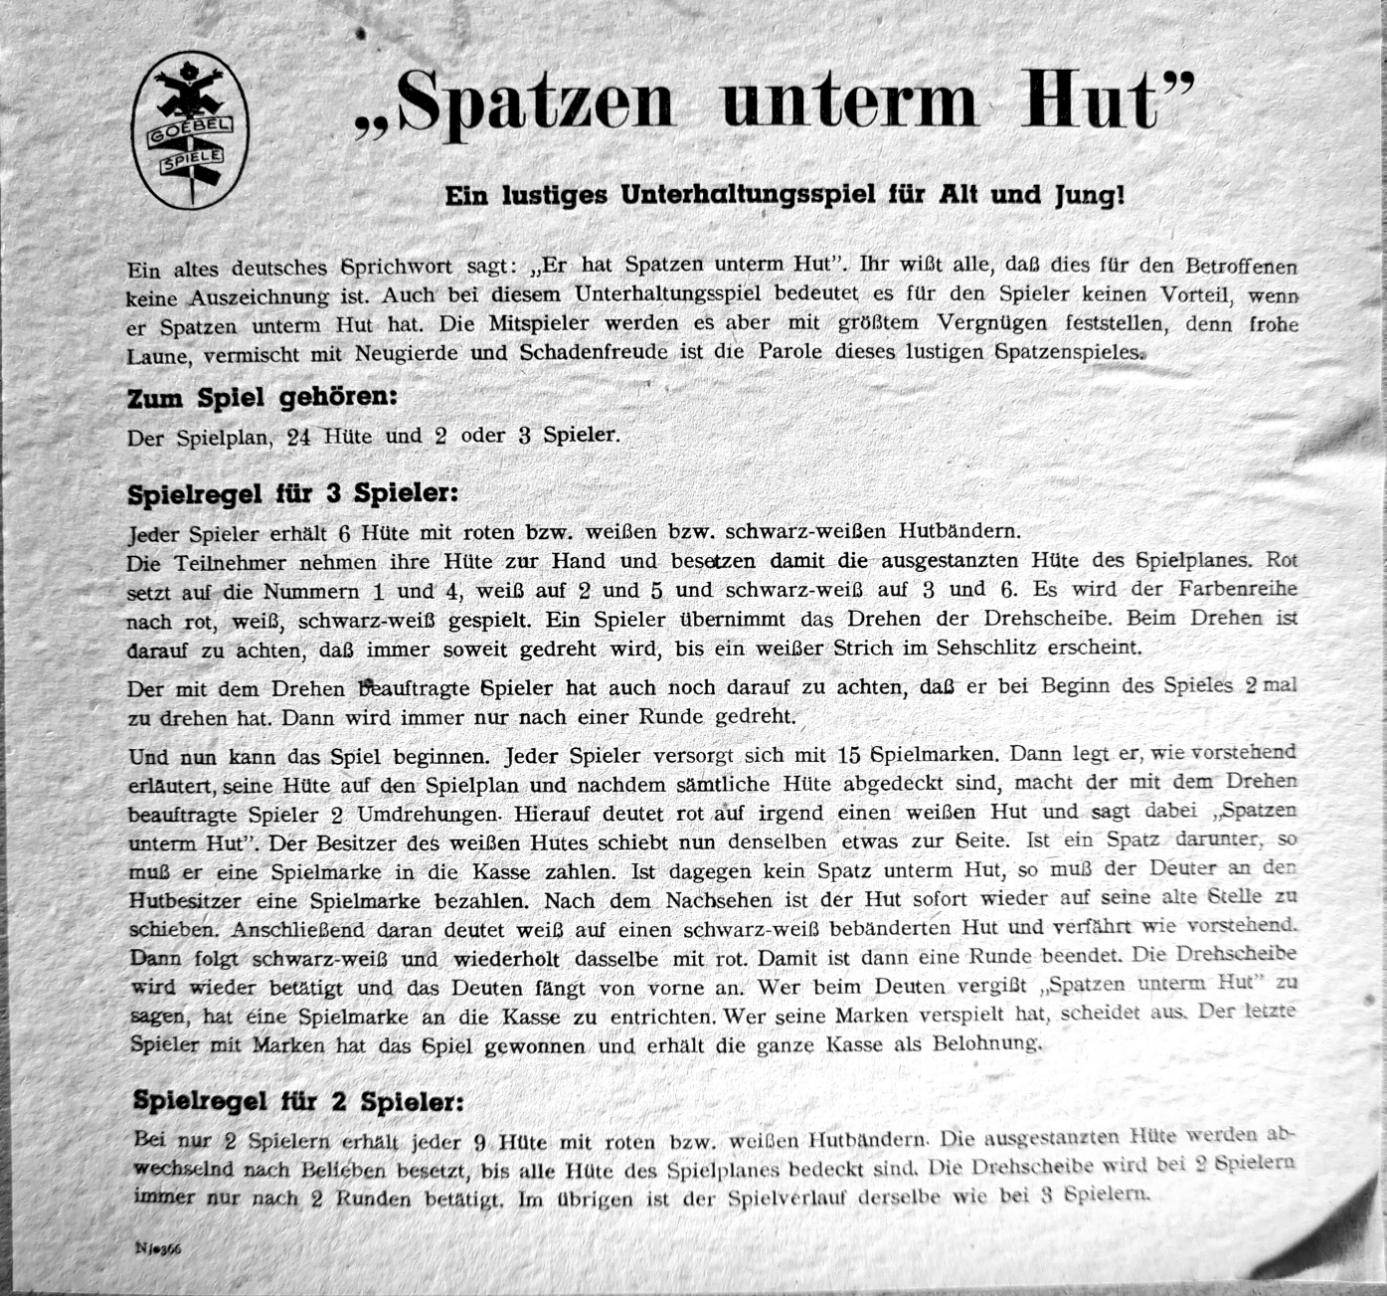 GOEBEL
SPIELE
„Spatzen unterm Hut”
Ein lustiges Unterhaltungsspiel für Alt und Jung!
Ein altes deutsches Sprichwort sagt: „Er hat Spatzen unterm Hut”. Ihr wißt alle, daß dies für den Betroffenen
keine Auszeichnung ist. Auch bei diesem Unterhaltungsspiel bedeutet es für den Spieler keinen Vorteil, wenn
er Spatzen unterm Hut hat. Die Mitspieler werden es aber mit größtem Vergnügen feststellen, denn frohe
Laune, vermischt mit Neugierde und Schadenfreude ist die Parole dieses lustigen Spatzenspieles.
Zum Spiel gehören:
Der Spielplan, 24 Hüte und 2 oder 3 Spieler.
Spielregel für 3 Spieler:
Jeder Spieler erhält 6 Hüte mit roten bzw. weißen bzw. schwarz-weißen Hutbändern.
Die Teilnehmer nehmen ihre Hüte zur Hand und besetzen damit die ausgestanzten Hüte des Spielplanes. Rot
setzt auf die Nummern 1 und 4, weiß auf 2 und 5 und schwarz-weiß auf 3 und 6. Es wird der Farbenreihe
nach rot, weiß, schwarz-weiß gespielt. Ein Spieler übernimmt das Drehen der Drehscheibe. Beim Drehen ist
darauf zu achten, daß immer soweit gedreht wird, bis ein weißer Strich im Sehschlitz erscheint.
Der mit dem Drehen beauftragte Spieler hat auch noch darauf zu achten, daß er bei Beginn des Spieles 2 mal
zu drehen hat. Dann wird immer nur nach einer Runde gedreht.
Und nun kann das Spiel beginnen. Jeder Spieler versorgt sich mit 15 Spielmarken. Dann legt er, wie vorstehend
erläutert, seine Hüte auf den Spielplan und nachdem sämtliche Hüte abgedeckt sind, macht der mit dem Drehen
beauftragte Spieler 2 Umdrehungen. Hierauf deutet rot auf irgend einen weißen Hut und sagt dabei „Spatzen
unterm Hut”. Der Besitzer des weißen Hutes schiebt nun denselben etwas zur Seite. Ist ein Spatz darunter, so
muß er eine Spielmarke in die Kasse zahlen. Ist dagegen kein Spatz unterm Hut, so muß der Deuter an den
Hutbesitzer eine Spielmarke bezahlen. Nach dem Nachsehen ist der Hut sofort wieder auf seine alte Stelle zu
schieben. Anschließend daran deutet weiß auf einen schwarz-weiß bebänderten Hut und verfährt wie vorstehend.
Dann folgt schwarz-weiß und wiederholt dasselbe mit rot. Damit ist dann eine Runde beendet. Die Drehscheibe
wird wieder betätigt und das Deuten fängt von vorne an. Wer beim Deuten vergißt „Spatzen unterm Hut” zu
sagen, hat eine Spielmarke an die Kasse zu entrichten. Wer seine Marken verspielt hat, scheidet aus. Der letzte
Spieler mit Marken hat das Spiel gewonnen und erhält die ganze Kasse als Belohnung.
Spielregel für 2 Spieler:
Bei nur 2 Spielern erhält jeder 9 Hüte mit roten bzw. weißen Hutbändern. Die ausgestanzten Hüte werden ab-
wechselnd nach Belieben besetzt, bis alle Hüte des Spielplanes bedeckt sind. Die Drehscheibe wird bei 2 Spielern
immer nur nach 2 Runden betätigt. Im übrigen ist der Spielverlauf derselbe wie bei 3 Spielern.